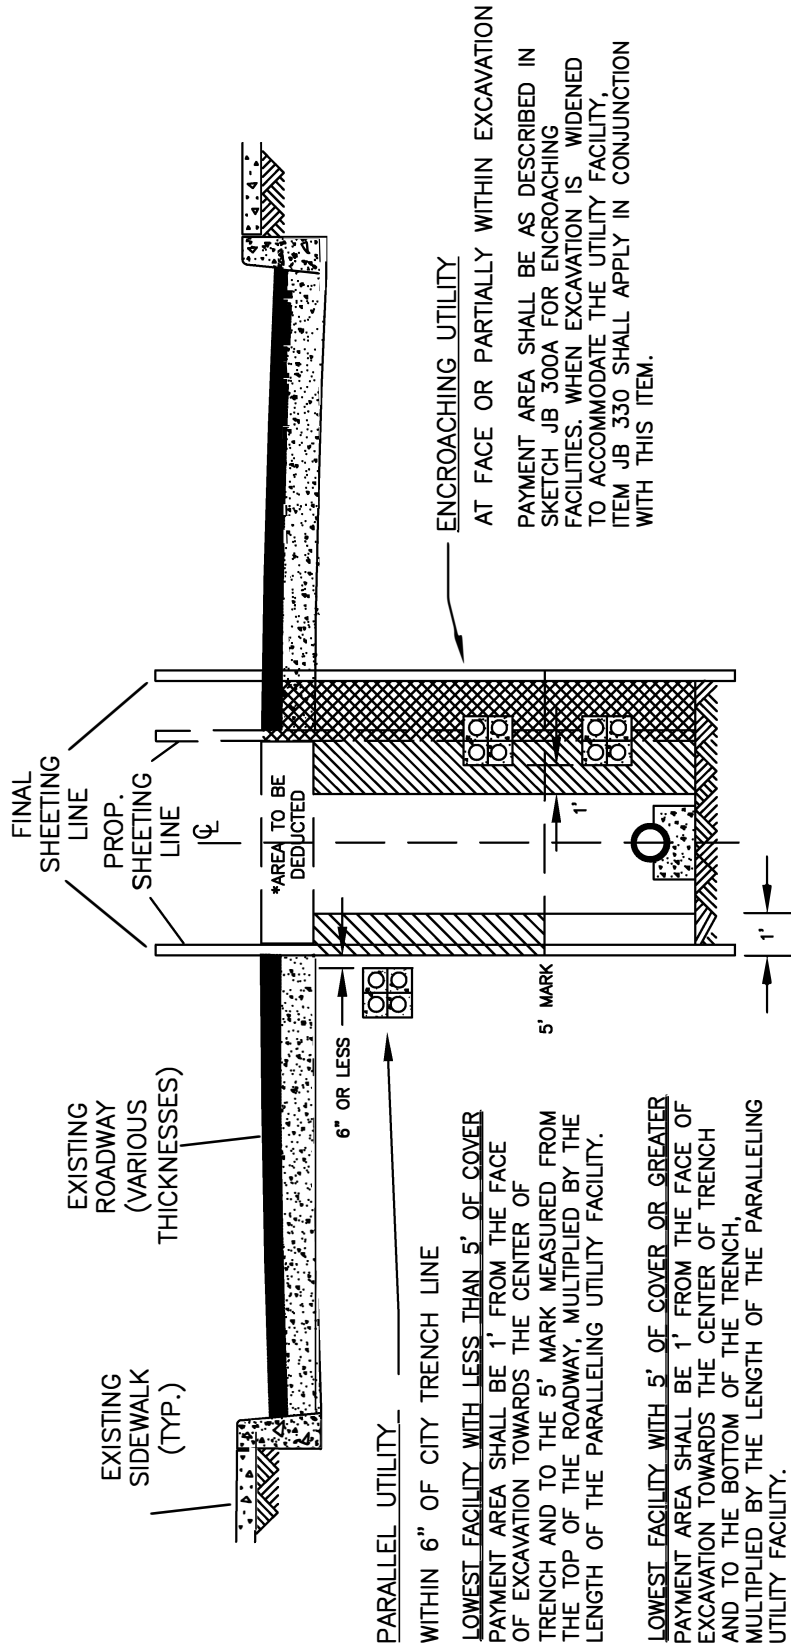 FINAL
SHEETING
LINE
PROP.
SHEETING
LINE
℄
EXISTING
ROADWAY
(VARIOUS
THICKNESSES)
EXISTING
SIDEWALK
(TYP.)
*AREA TO BE
DEDUCTED
6" OR LESS
5' MARK
1'
1'
PARALLEL UTILITY
WITHIN 6" OF CITY TRENCH LINE
LOWEST FACILITY WITH LESS THAN 5' OF COVER
PAYMENT AREA SHALL BE 1' FROM THE FACE
OF EXCAVATION TOWARDS THE CENTER OF
TRENCH AND TO THE 5' MARK MEASURED FROM
THE TOP OF THE ROADWAY, MULTIPLIED BY THE
LENGTH OF THE PARALLELING UTILITY FACILITY.
LOWEST FACILITY WITH 5' OF COVER OR GREATER
PAYMENT AREA SHALL BE 1' FROM THE FACE OF
EXCAVATION TOWARDS THE CENTER OF TRENCH
AND TO THE BOTTOM OF THE TRENCH,
MULTIPLIED BY THE LENGTH OF THE PARALLELING
UTILITY FACILITY.
ENCROACHING UTILITY
AT FACE OR PARTIALLY WITHIN EXCAVATION
PAYMENT AREA SHALL BE AS DESCRIBED IN
SKETCH JB 300A FOR ENCROACHING
FACILITIES. WHEN EXCAVATION IS WIDENED
TO ACCOMMODATE THE UTILITY FACILITY,
ITEM JB 330 SHALL APPLY IN CONJUNCTION
WITH THIS ITEM.